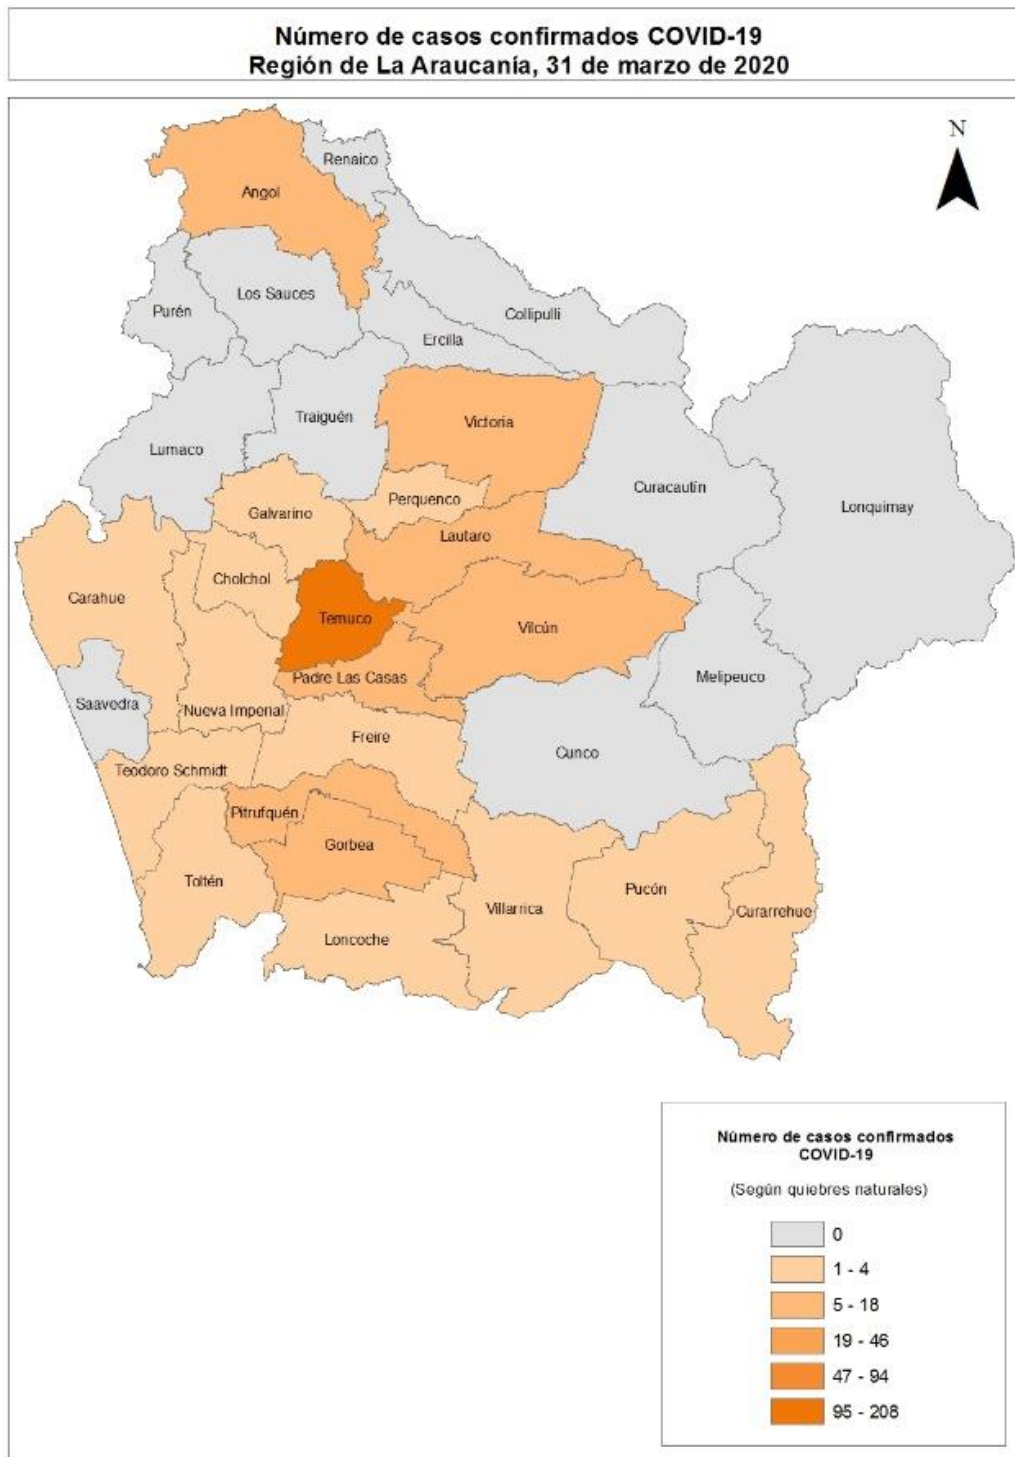 Número de casos confirmados COVID-19
Región de La Araucanía, 31 de marzo de 2020
N
Renaico
Angol
Los Sauces
Purén
Collipulli
Ercilla
Traiguén
Victoria
Lumaco
Curacautín
Perquenco
Lonquimay
Galvarino
Lautaro
Cholchol
Carahue
Temuco
Vilcún
Padre Las Casas
Melipeuco
Saavedra
Nueva Imperial
Freire
Cunco
Teodoro Schmidt
Pitrufquén
Gorbea
Toltén
Pucón
Villarrica
Curarrehue
Loncoche
Número de casos confirmados
COVID-19
(Según quiebres naturales)
0
1 - 4
5 - 18
19 - 46
47 - 94
95 - 208